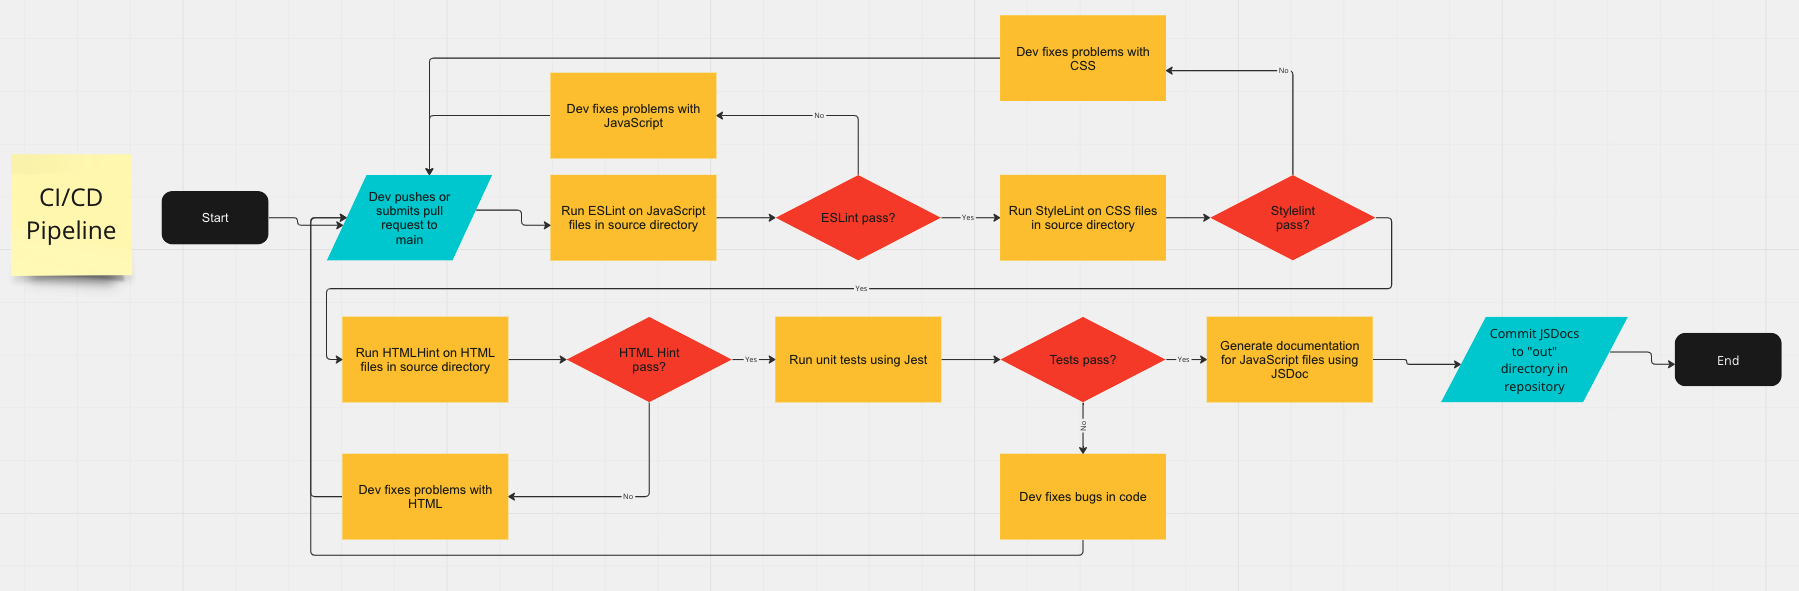 Dev fixes problems with
CSS
No
Dev fixes problems with
JavaScript
No
CI/CD
Pipeline
Start
Dev pushes or
submits pull
request to
main
Run ESLint on JavaScript
files in source directory
ESLint pass?
Yes
Run StyleLint on CSS files
in source directory
Stylelint
pass?
Yes
Run HTMLHint on HTML
files in source directory
HTML Hint
pass?
Yes
Run unit tests using Jest
Tests pass?
Yes
Generate documentation
for JavaScript files using
JSDoc
Commit JSDocs
to "out"
directory in
repository
End
No
Dev fixes problems with
HTML
No
Dev fixes bugs in code